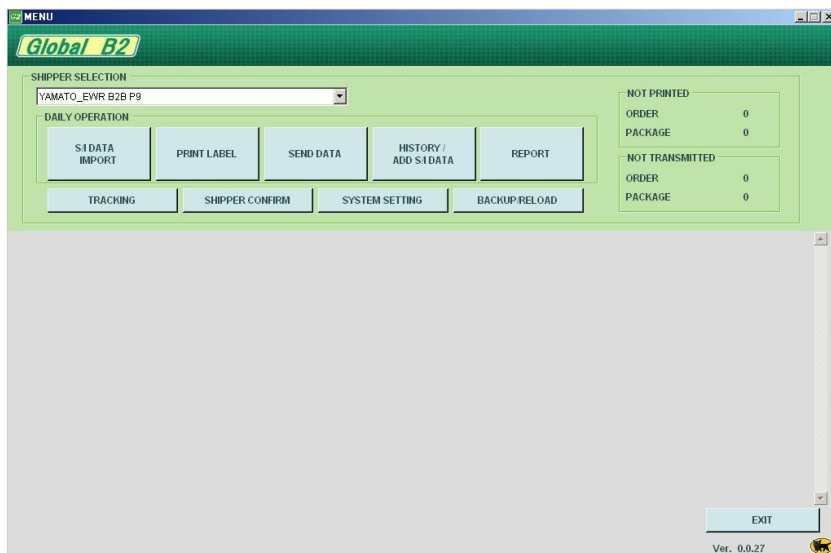 MENU
Global B2
SHIPPER SELECTION
YAMATO_EWR B2B P9
DAILY OPERATION
S/I DATA
IMPORT
PRINT LABEL
SEND DATA
HISTORY /
ADD S/I DATA
REPORT
TRACKING
SHIPPER CONFIRM
SYSTEM SETTING
BACKUP/RELOAD
NOT PRINTED
ORDER 0
PACKAGE 0
NOT TRANSMITTED
ORDER 0
PACKAGE 0
EXIT
Ver. 0.0.27